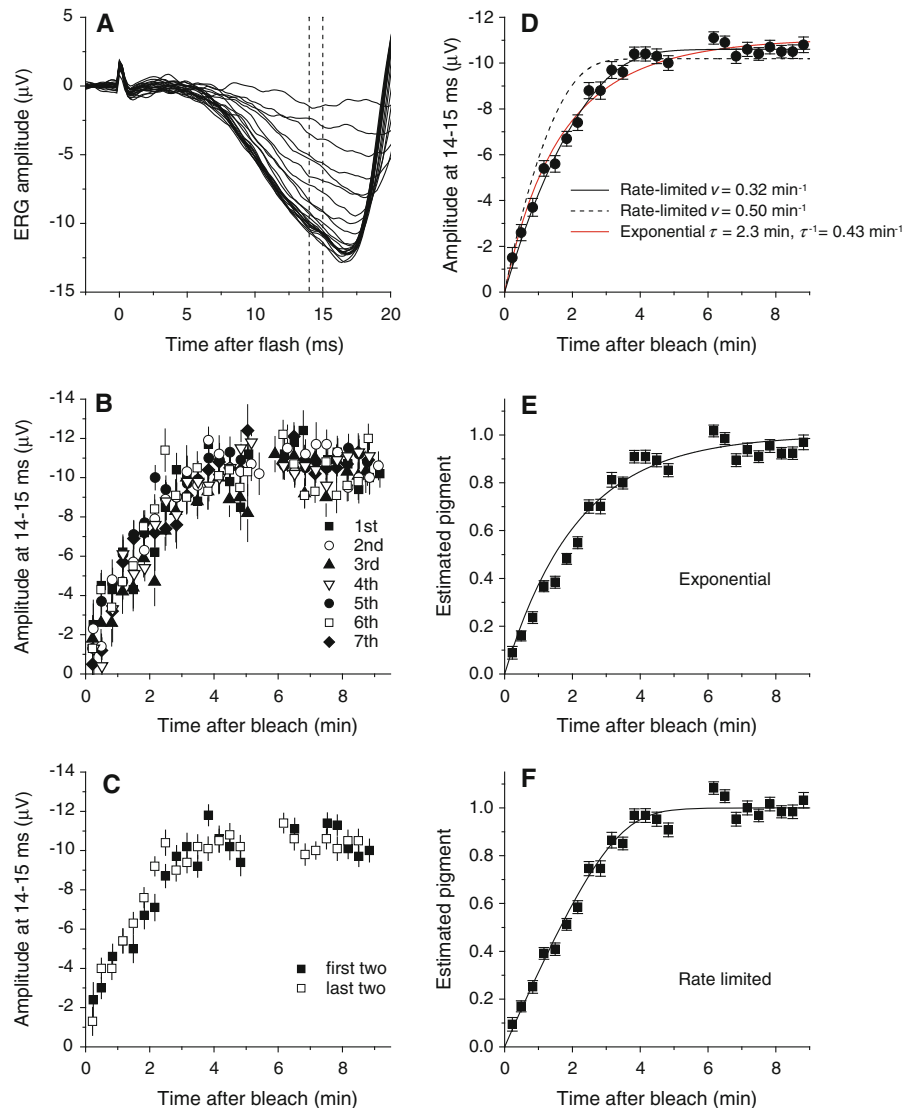 A
5
0
-5
-10
-15
ERG amplitude (µV)
0
5
10
15
20
Time after flash (ms)
B
-14
-12
-10
-8
-6
-4
-2
0
Amplitude at 14-15 ms (µV)
1st
2nd
3rd
4th
5th
6th
7th
0
2
4
6
8
Time after bleach (min)
C
-14
-12
-10
-8
-6
-4
-2
0
Amplitude at 14-15 ms (µV)
first two
last two
0
2
4
6
8
Time after bleach (min)
D
-12
-10
-8
-6
-4
-2
0
Amplitude at 14-15 ms (µV)
Rate-limited v = 0.32 min⁻¹
Rate-limited v = 0.50 min⁻¹
Exponential τ = 2.3 min, τ⁻¹= 0.43 min⁻¹
0
2
4
6
8
Time after bleach (min)
E
1.0
0.8
0.6
0.4
0.2
0.0
Estimated pigment
Exponential
0
2
4
6
8
Time after bleach (min)
F
1.0
0.8
0.6
0.4
0.2
0.0
Estimated pigment
Rate limited
0
2
4
6
8
Time after bleach (min)